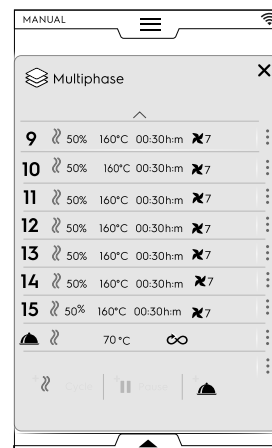 MANUAL
Multiphase
9 50% 160°C 00:30h:m 7
10 50% 160°C 00:30h:m 7
11 50% 160°C 00:30h:m 7
12 50% 160°C 00:30h:m 7
13 50% 160°C 00:30h:m 7
14 50% 160°C 00:30h:m 7
15 50% 160°C 00:30h:m 7
70°C
Cycle Pause